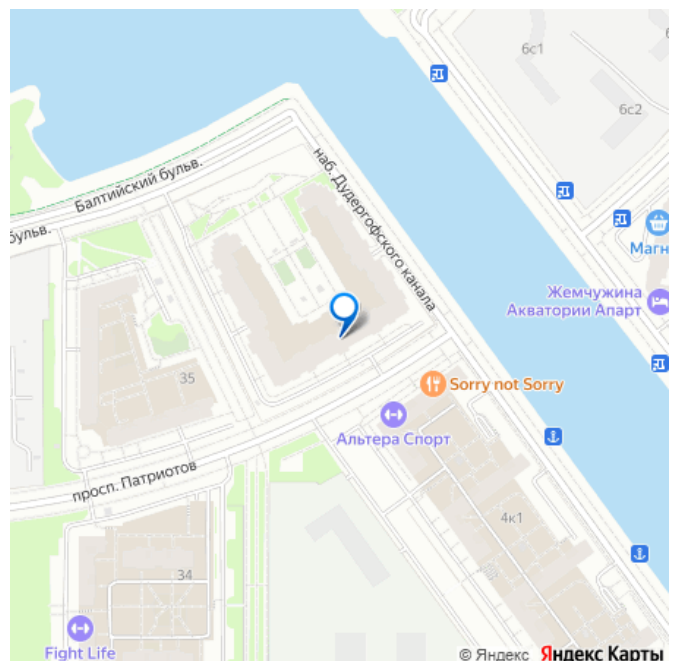 6с1
6с2
Балтийский бульв.
бульв.
наб. Дудергофского канала
Магн
Жемчужина
Акватории Апарт
35
Sorry not Sorry
Альтера Спорт
просп. Патриотов
4к1
34
Fight Life
© Яндекс Яндекс Карты